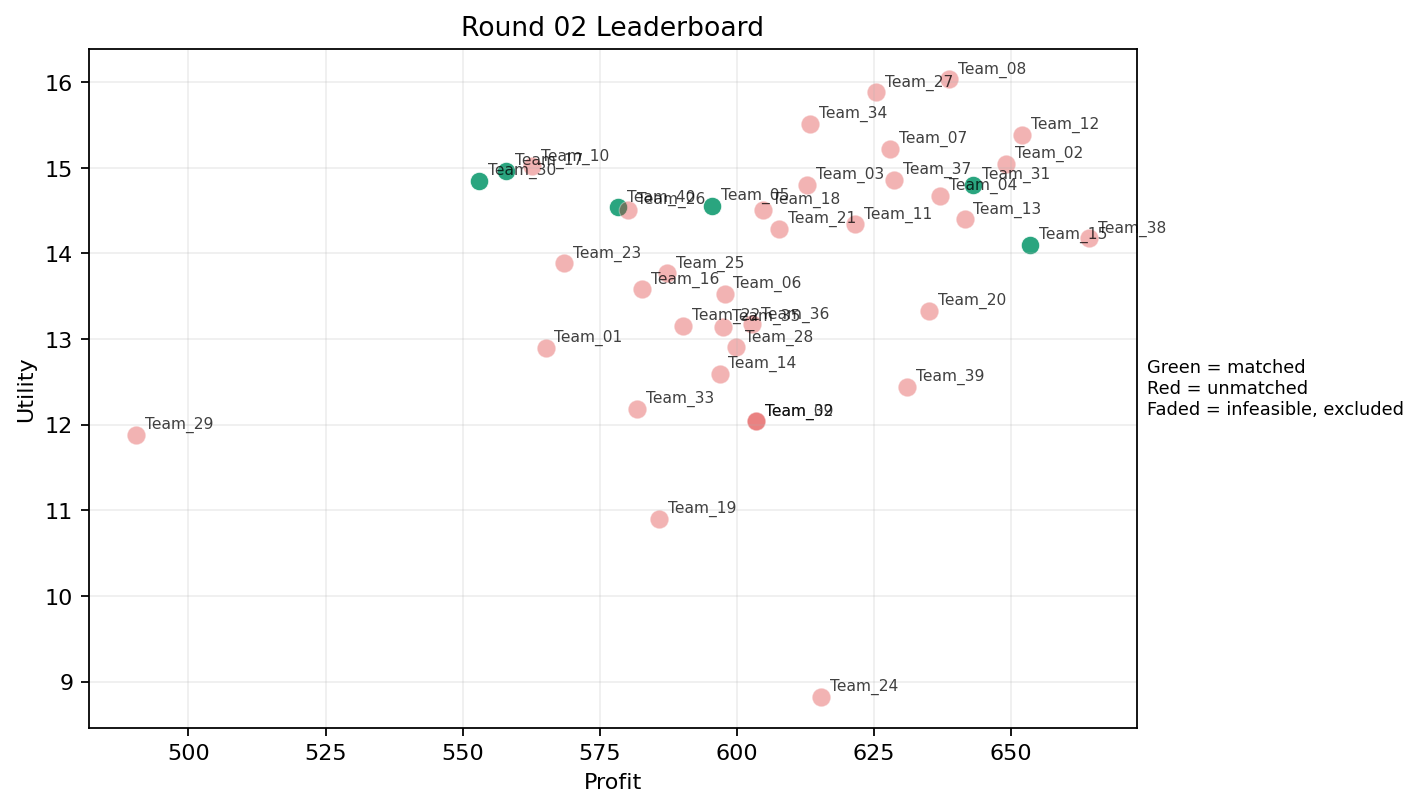 Round 02 Leaderboard
Utility
16
15
14
13
12
11
10
9
Team_08
Team_27
Team_34
Team_12
Team_07
Team_02
Team_10
Team_17
Team_30
Team_37
Team_31
Team_03
Team_04
Team_05
Team_40
Team_26
Team_18
Team_13
Team_11
Team_21
Team_38
Team_15
Team_23
Team_25
Team_16
Team_06
Team_20
Team_22
Team_35
Team_36
Team_01
Team_28
Team_14
Team_39
Team_33
Team_29
Team_19
Team_24
500
525
550
575
600
625
650
Profit
Green = matched
Red = unmatched
Faded = infeasible, excluded